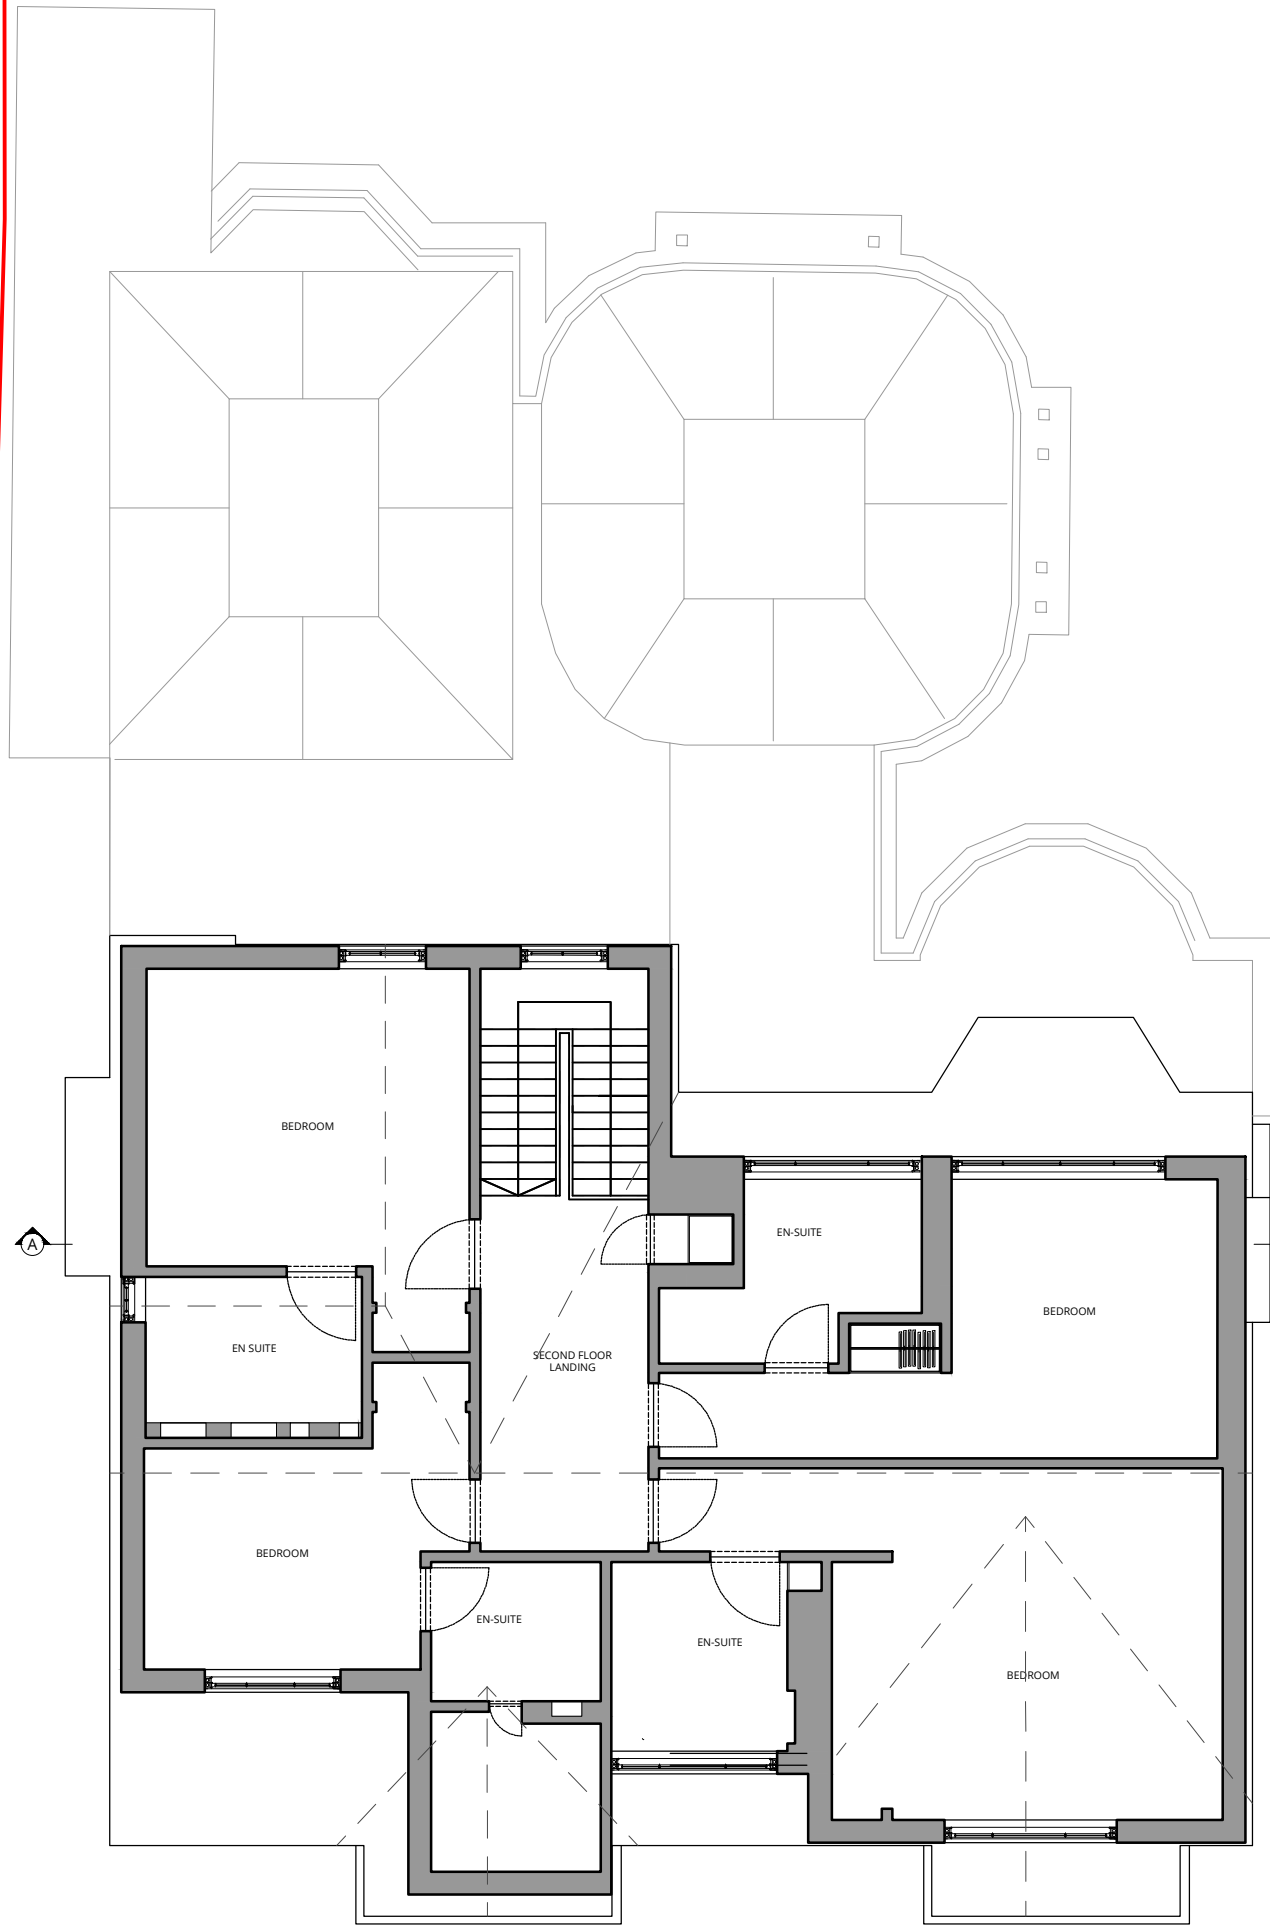 BEDROOM
A
EN-SUITE
BEDROOM
EN SUITE
SECOND FLOOR
LANDING
BEDROOM
EN-SUITE
EN-SUITE
BEDROOM